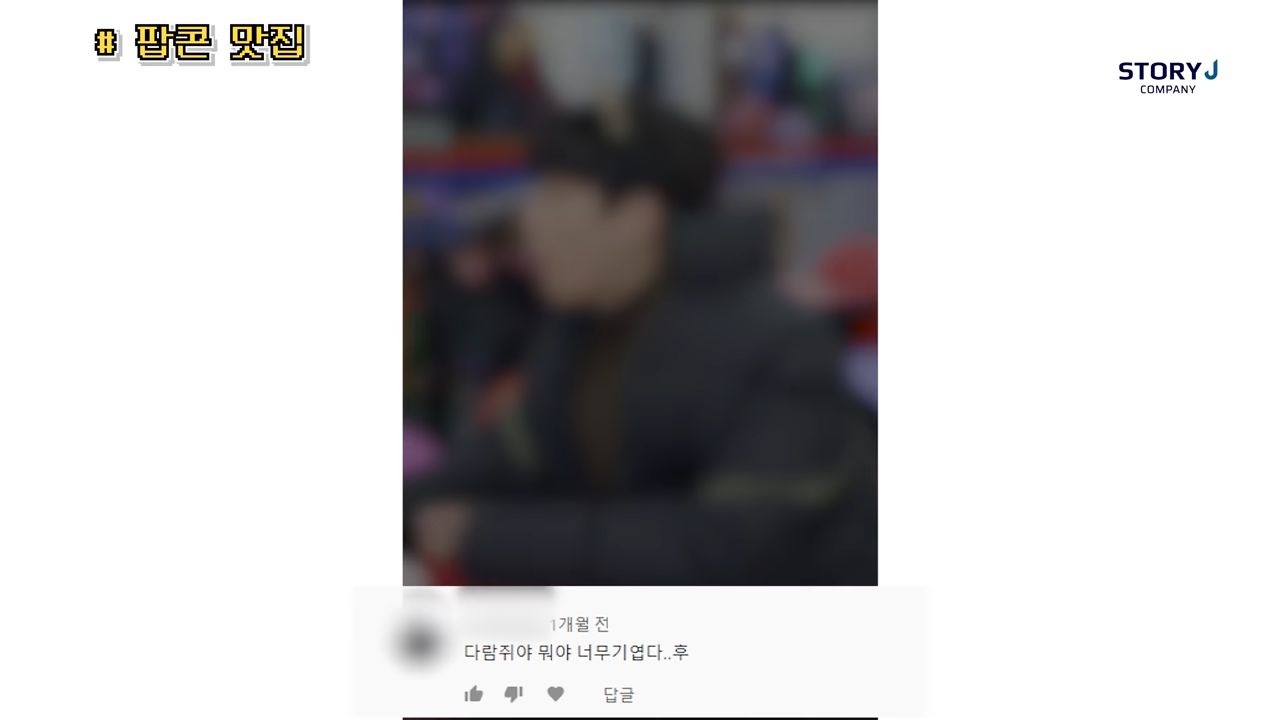 # 팝콘 맛집
STORY J
COMPANY
1개월 전
다람쥐야 뭐야 너무기엽다..후
답글